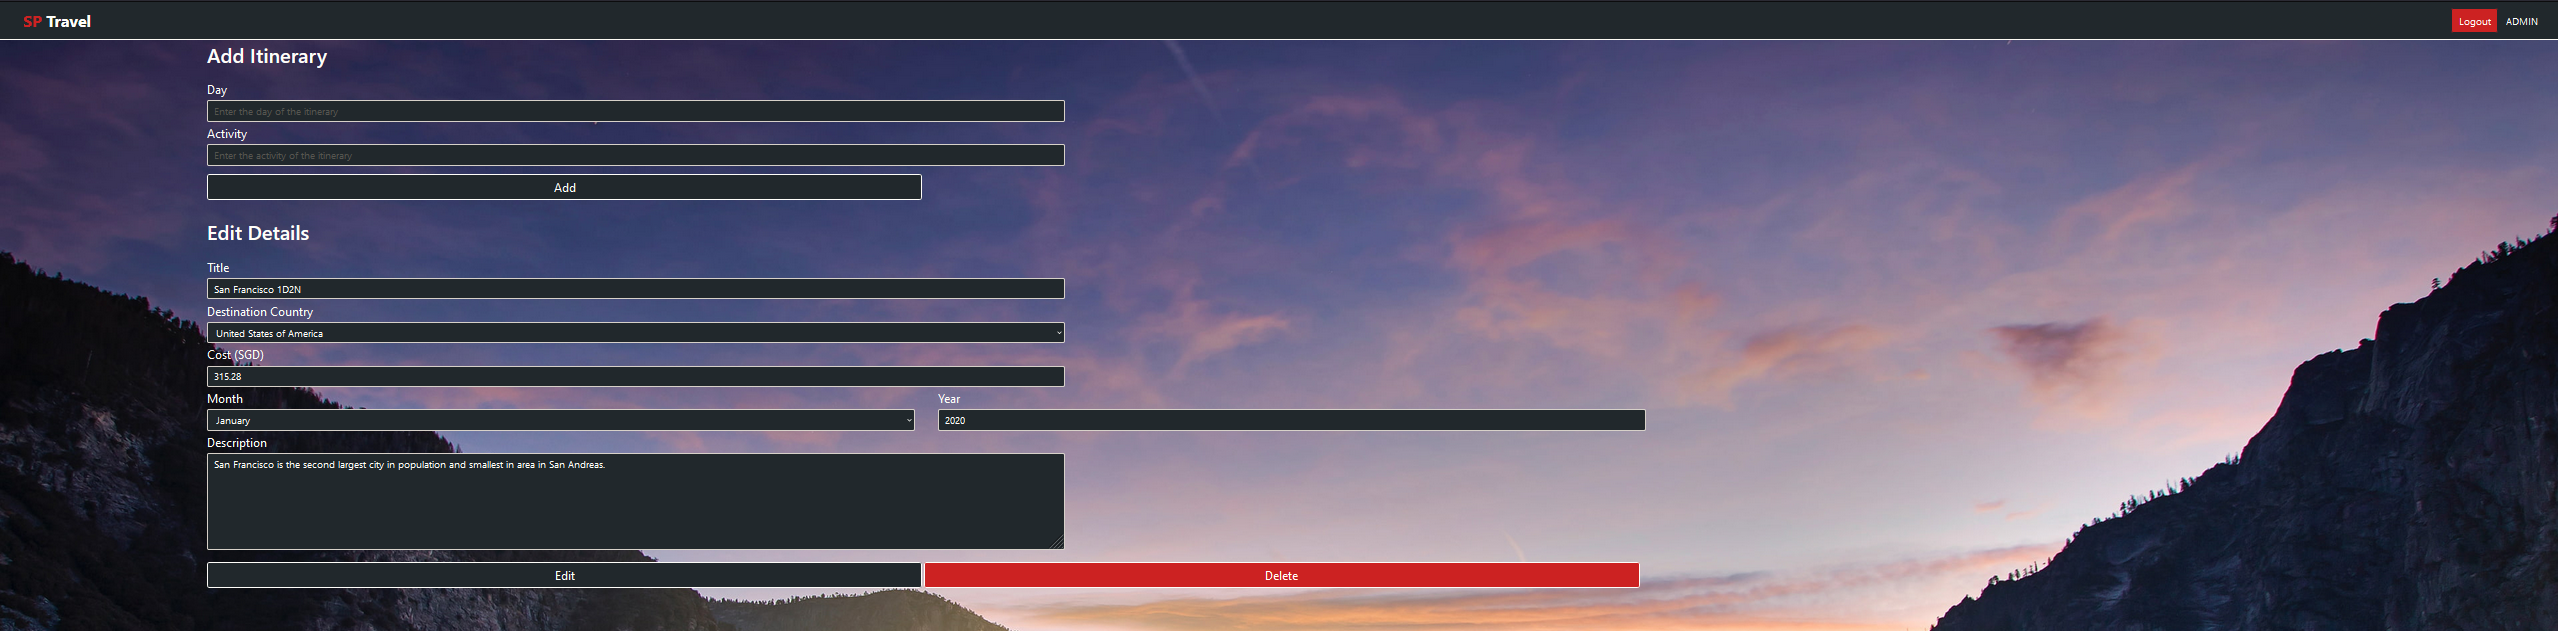 SP Travel
Logout ADMIN
Add Itinerary
Day
Enter the day of the itinerary
Activity
Enter the activity of the itinerary
Add
Edit Details
Title
San Francisco 1D2N
Destination Country
United States of America
Cost (SGD)
315.28
Month Year
January 2020
Description
San Francisco is the second largest city in population and smallest in area in San Andreas.
Edit Delete